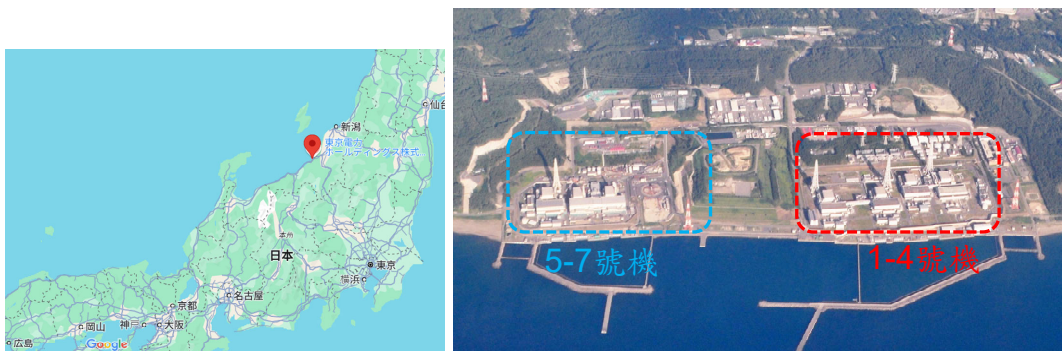 仙台
新潟
東京電力
ホールディングス株式...
本州
日本
東京
横浜
名古屋
京都
岡山
神戸
大阪
広島
Google
5-7號機
1-4號機